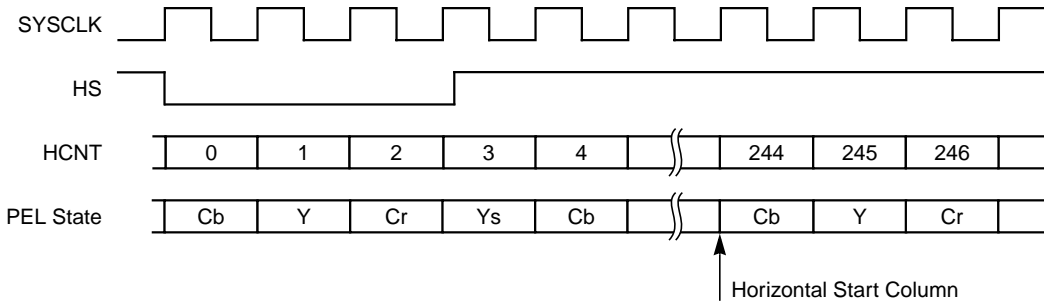 SYSCLK
HS
HCNT 0 1 2 3 4 244 245 246
PEL State Cb Y Cr Ys Cb Cb Y Cr
Horizontal Start Column